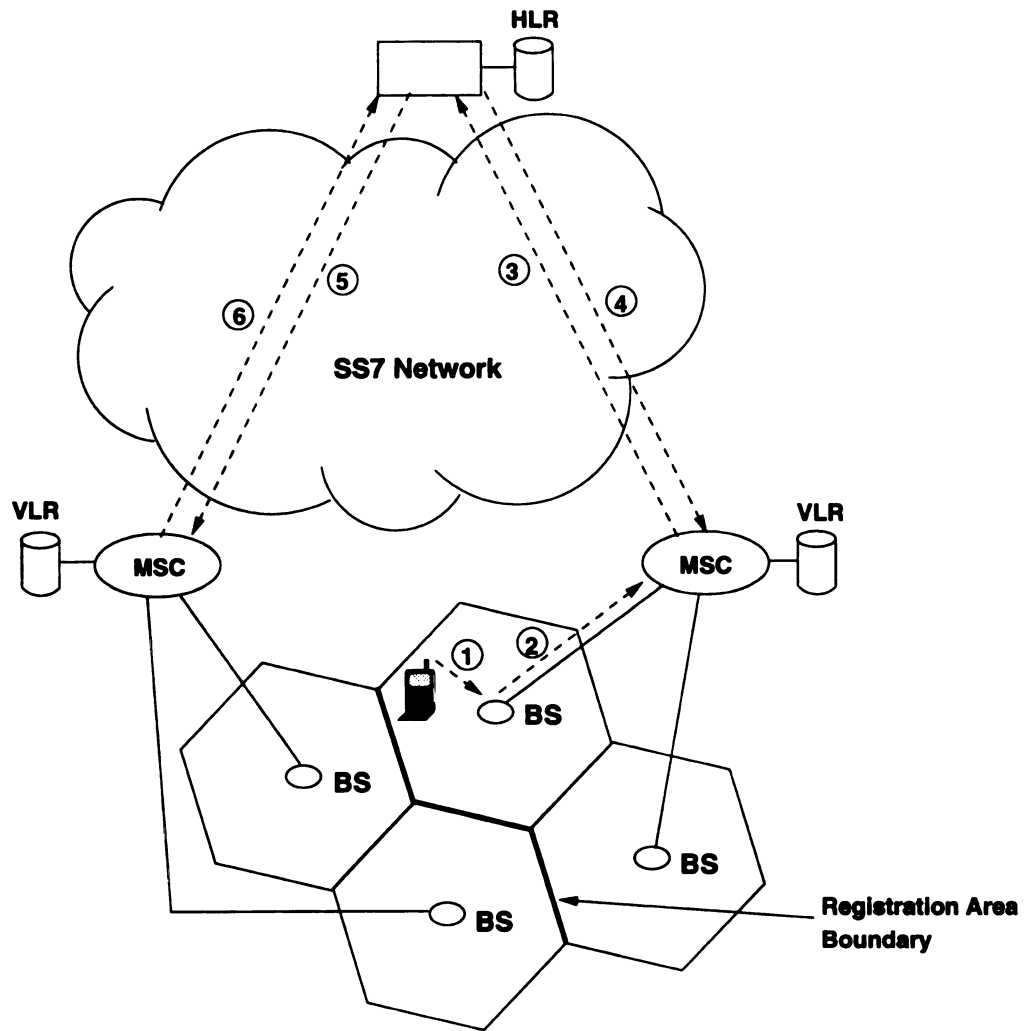 HLR
5
3
6
4
SS7 Network
VLR
VLR
MSC
MSC
1
2
BS
BS
BS
BS
Registration Area
Boundary